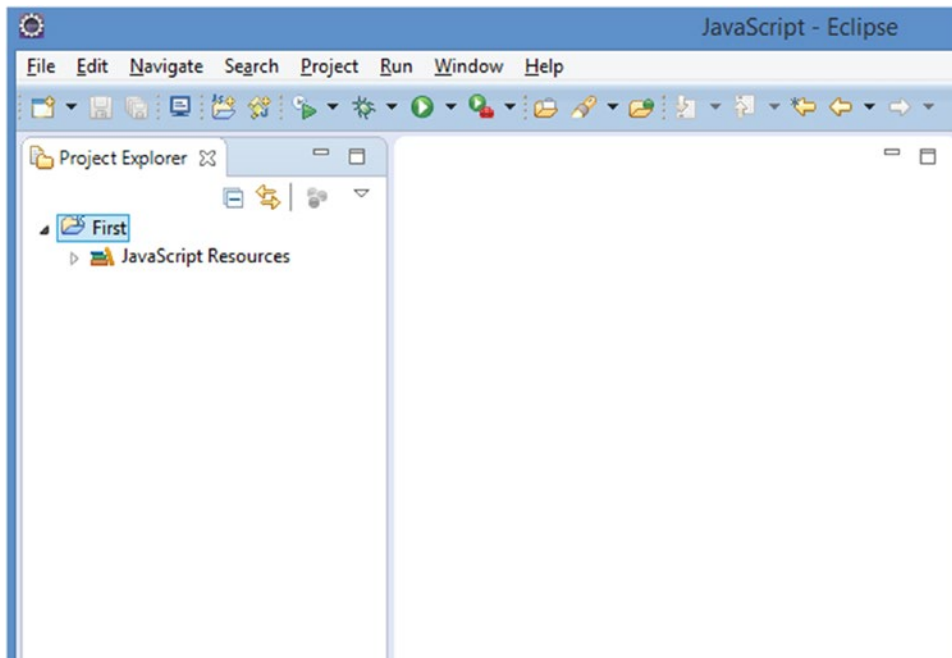 JavaScript - Eclipse
File Edit Navigate Search Project Run Window Help
Project Explorer
First
JavaScript Resources